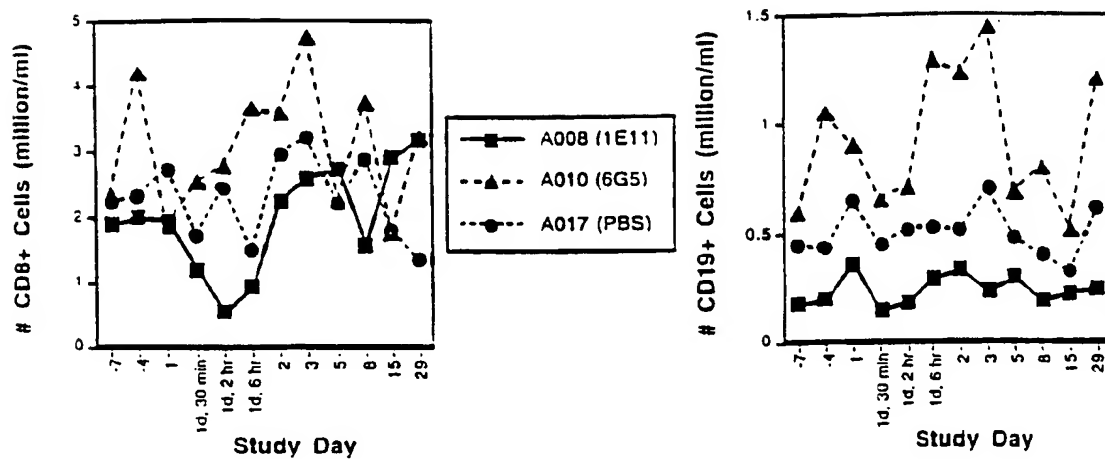 # CD8+ Cells (million/ml)
5
4
3
2
1
0
-7
-4
1
1d, 30 min
1d, 2 hr
1d, 6 hr
2
3
5
8
15
29
Study Day
A008 (1E11)
A010 (6G5)
A017 (PBS)
# CD19+ Cells (million/ml)
1.5
1
0.5
0
-7
-4
1
1d, 30 min
1d, 2 hr
1d, 6 hr
2
3
5
8
15
29
Study Day